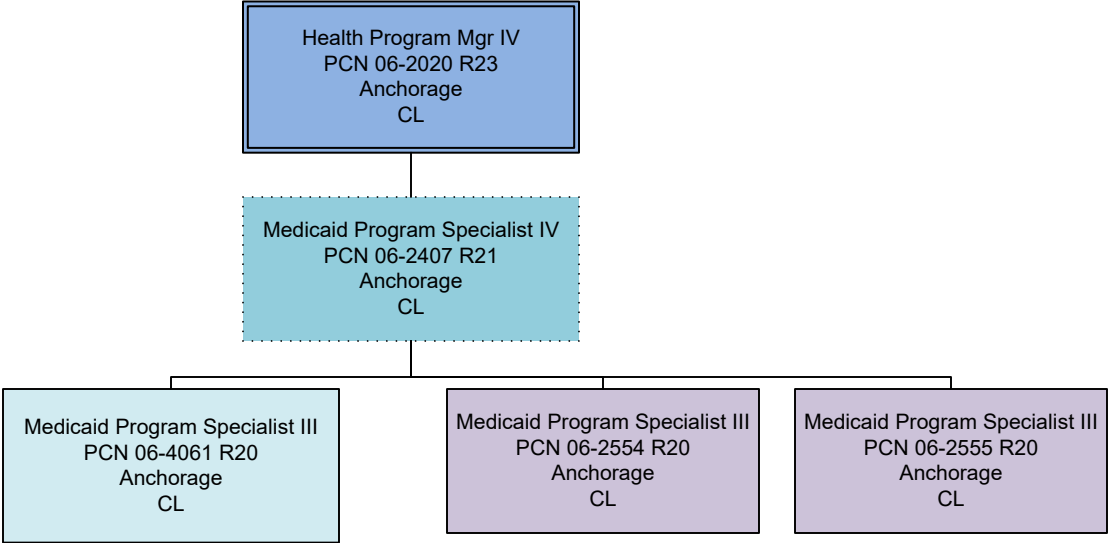 Health Program Mgr IV
PCN 06-2020 R23
Anchorage
CL
Medicaid Program Specialist IV
PCN 06-2407 R21
Anchorage
CL
Medicaid Program Specialist III
PCN 06-4061 R20
Anchorage
CL
Medicaid Program Specialist III
PCN 06-2554 R20
Anchorage
CL
Medicaid Program Specialist III
PCN 06-2555 R20
Anchorage
CL